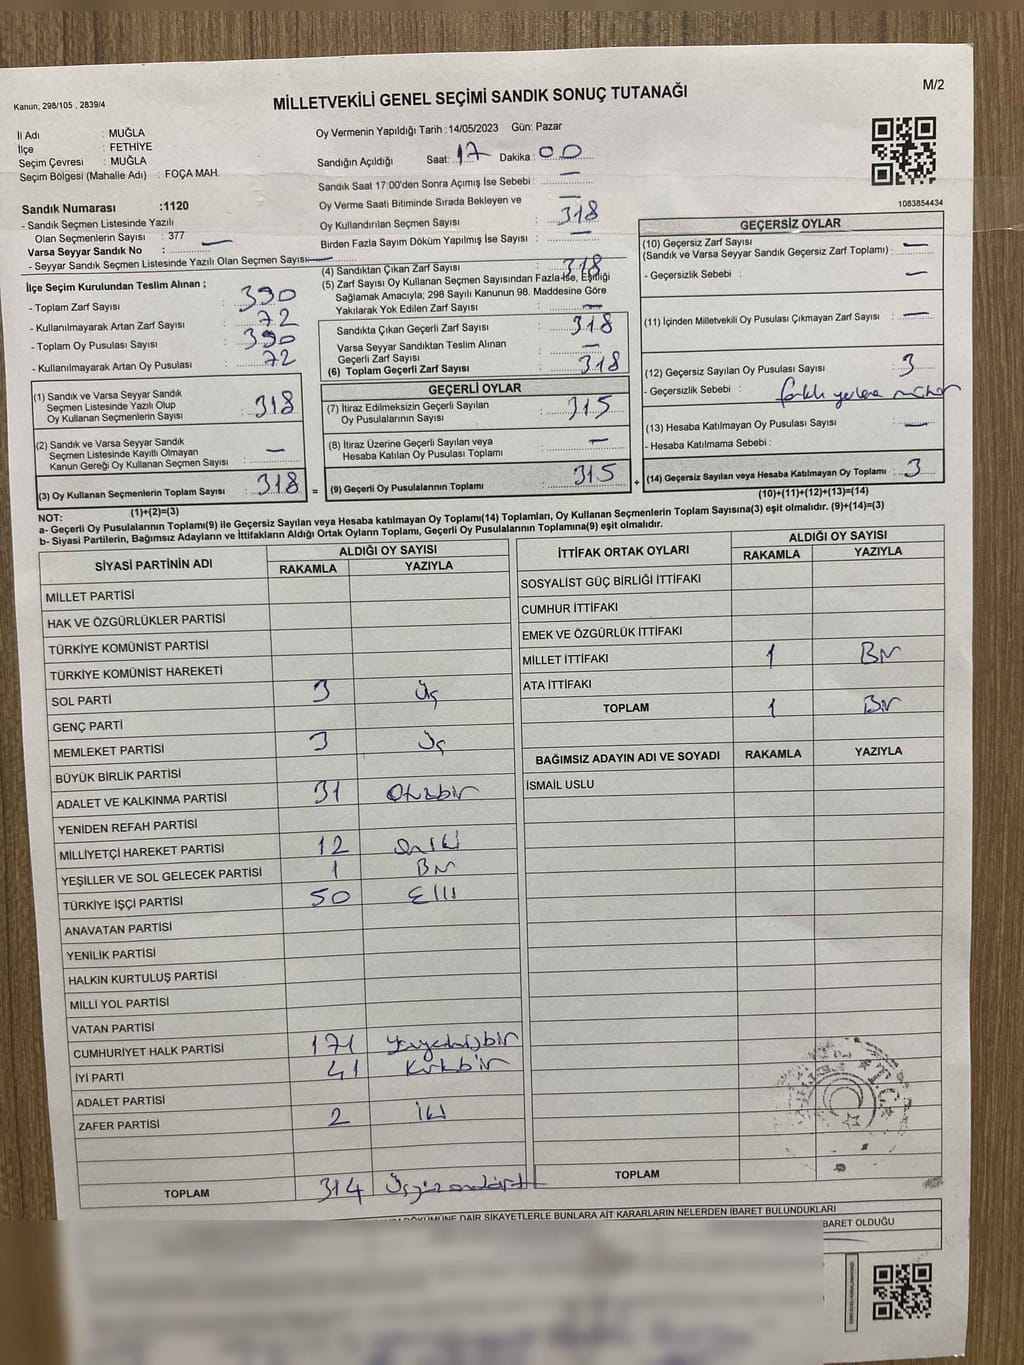 Kanun, 298/105 , 2839/4
MİLLETVEKİLİ GENEL SEÇİMİ SANDIK SONUÇ TUTANAĞI
M/2
İl Adı : MUĞLA
İlçe : FETHİYE
Seçim Çevresi : MUĞLA
Seçim Bölgesi (Mahalle Adı) : FOÇA MAH.
Sandık Numarası :1120
- Sandık Seçmen Listesinde Yazılı
Olan Seçmenlerin Sayısı : 377
Varsa Seyyar Sandık No : —
- Seyyar Sandık Seçmen Listesinde Yazılı Olan Seçmen Sayısı: —
Oy Vermenin Yapıldığı Tarih :14/05/2023 Gün: Pazar
Sandığın Açıldığı Saat: 17 Dakika : 00
Sandık Saat 17:00'den Sonra Açımış İse Sebebi : —
Oy Verme Saati Bitiminde Sırada Bekleyen ve —
Oy Kullandırılan Seçmen Sayısı : 318
Birden Fazla Sayım Döküm Yapılmış İse Sayısı : —
1083854434
İlçe Seçim Kurulundan Teslim Alınan ;
- Toplam Zarf Sayısı : 390
- Kullanılmayarak Artan Zarf Sayısı : 72
- Toplam Oy Pusulası Sayısı : 390
- Kullanılmayarak Artan Oy Pusulası : 72
(1) Sandık ve Varsa Seyyar Sandık
Seçmen Listesinde Yazılı Olup
Oy Kullanan Seçmenlerin Sayısı : 318
(2) Sandık ve Varsa Seyyar Sandık
Seçmen Listesinde Kayıtlı Olmayan
Kanun Gereği Oy Kullanan Seçmen Sayısı : —
(3) Oy Kullanan Seçmenlerin Toplam Sayısı : 318
(1)+(2)=(3)
(4) Sandıktan Çıkan Zarf Sayısı : 318
(5) Zarf Sayısı Oy Kullanan Seçmen Sayısından Fazla İse, Eşitliği
Sağlamak Amacıyla; 298 Sayılı Kanunun 98. Maddesine Göre
Yakılarak Yok Edilen Zarf Sayısı : —
Sandıkta Çıkan Geçerli Zarf Sayısı : 318
Varsa Seyyar Sandıktan Teslim Alınan
Geçerli Zarf Sayısı : —
(6) Toplam Geçerli Zarf Sayısı : 318
GEÇERLİ OYLAR
(7) İtiraz Edilmeksizin Geçerli Sayılan
Oy Pusulalarının Sayısı : 315
(8) İtiraz Üzerine Geçerli Sayılan veya
Hesaba Katılan Oy Pusulası Toplamı : —
= (9) Geçerli Oy Pusulalarının Toplamı : 315
GEÇERSİZ OYLAR
(10) Geçersiz Zarf Sayısı
(Sandık ve Varsa Seyyar Sandık Geçersiz Zarf Toplamı) : —
- Geçersizlik Sebebi : —
(11) İçinden Milletvekili Oy Pusulası Çıkmayan Zarf Sayısı : —
(12) Geçersiz Sayılan Oy Pusulası Sayısı : 3
- Geçersizlik Sebebi : farklı yerlere
(13) Hesaba Katılmayan Oy Pusulası Sayısı : —
- Hesaba Katılmama Sebebi :
+ (14) Geçersiz Sayılan veya Hesaba Katılmayan Oy Toplamı : 3
(10)+(11)+(12)+(13)=(14)
NOT:
a- Geçerli Oy Pusulalarının Toplamı(9) ile Geçersiz Sayılan veya Hesaba katılmayan Oy Toplamı(14) Toplamları, Oy Kullanan Seçmenlerin Toplam Sayısına(3) eşit olmalıdır. (9)+(14)=(3)
b- Siyasi Partilerin, Bağımsız Adayların ve İttifakların Aldığı Ortak Oyların Toplamı, Geçerli Oy Pusulalarının Toplamına(9) eşit olmalıdır.
SİYASİ PARTİNİN ADI ALDIĞI OY SAYISI
RAKAMLA YAZIYLA
MİLLET PARTİSİ
HAK VE ÖZGÜRLÜKLER PARTİSİ
TÜRKİYE KOMÜNİST PARTİSİ
TÜRKİYE KOMÜNİST HAREKETİ
SOL PARTİ 3 Üç
GENÇ PARTİ
MEMLEKET PARTİSİ 3 Üç
BÜYÜK BİRLİK PARTİSİ
ADALET VE KALKINMA PARTİSİ 31 Otuzbir
YENİDEN REFAH PARTİSİ
MİLLİYETÇİ HAREKET PARTİSİ 12 oniki
YEŞİLLER VE SOL GELECEK PARTİSİ 1 Bir
TÜRKİYE İŞÇİ PARTİSİ 50 Elli
ANAVATAN PARTİSİ
YENİLİK PARTİSİ
HALKIN KURTULUŞ PARTİSİ
MİLLİ YOL PARTİSİ
VATAN PARTİSİ
CUMHURİYET HALK PARTİSİ 171 Yüzyetmişbir
İYİ PARTİ 41 Kırkbir
ADALET PARTİSİ
ZAFER PARTİSİ 2 İki
TOPLAM 314 Üçyüzondört
İTTİFAK ORTAK OYLARI ALDIĞI OY SAYISI
RAKAMLA YAZIYLA
SOSYALİST GÜÇ BİRLİĞİ İTTİFAKI
CUMHUR İTTİFAKI
EMEK VE ÖZGÜRLÜK İTTİFAKI
MİLLET İTTİFAKI 1 Bir
ATA İTTİFAKI
TOPLAM 1 Bir
BAĞIMSIZ ADAYIN ADI VE SOYADI RAKAMLA YAZIYLA
İSMAİL USLU
T.C.
TOPLAM
DÖKÜMÜNE DAİR ŞİKAYETLERLE BUNLARA AİT KARARLARIN NELERDEN İBARET BULUNDUKLARI
İBARET OLDUĞU